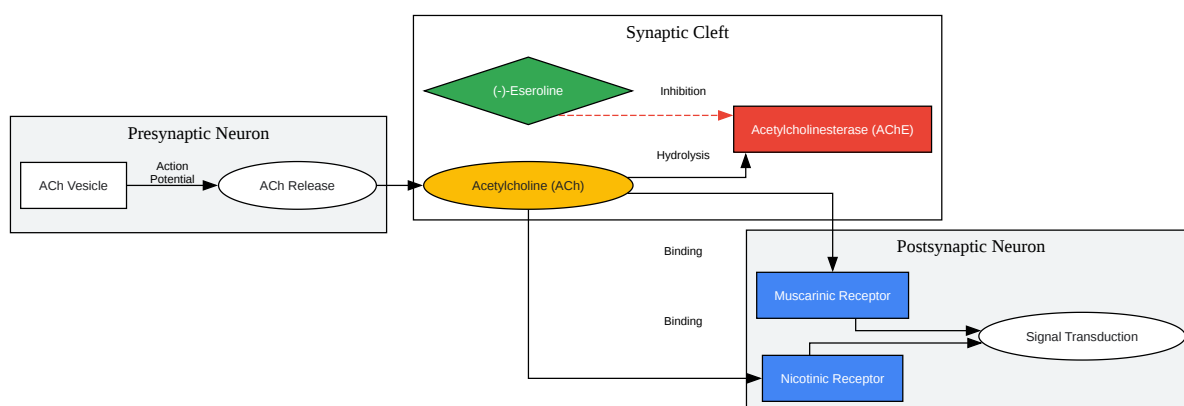 Synaptic Cleft
(-)-Eseroline
Inhibition
Acetylcholinesterase (AChE)
Presynaptic Neuron
Hydrolysis
Action
Potential
ACh Vesicle
ACh Release
Acetylcholine (ACh)
Binding
Postsynaptic Neuron
Muscarinic Receptor
Binding
Signal Transduction
Nicotinic Receptor